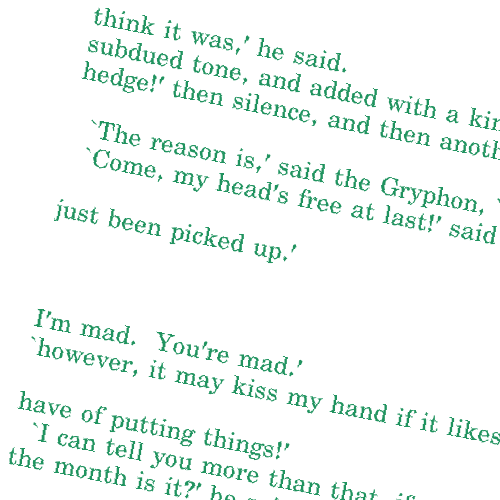 think it was,' he said.
subdued tone, and added with a
hedge!' then silence, and then
`The reason is,' said the Gryphon,
`Come, my head's free at last!' said
just been picked up.'
I'm mad.  You're mad.'
`however, it may kiss my hand if it likes
have of putting things!'
`I can tell you more than that, if
the month is it?' he